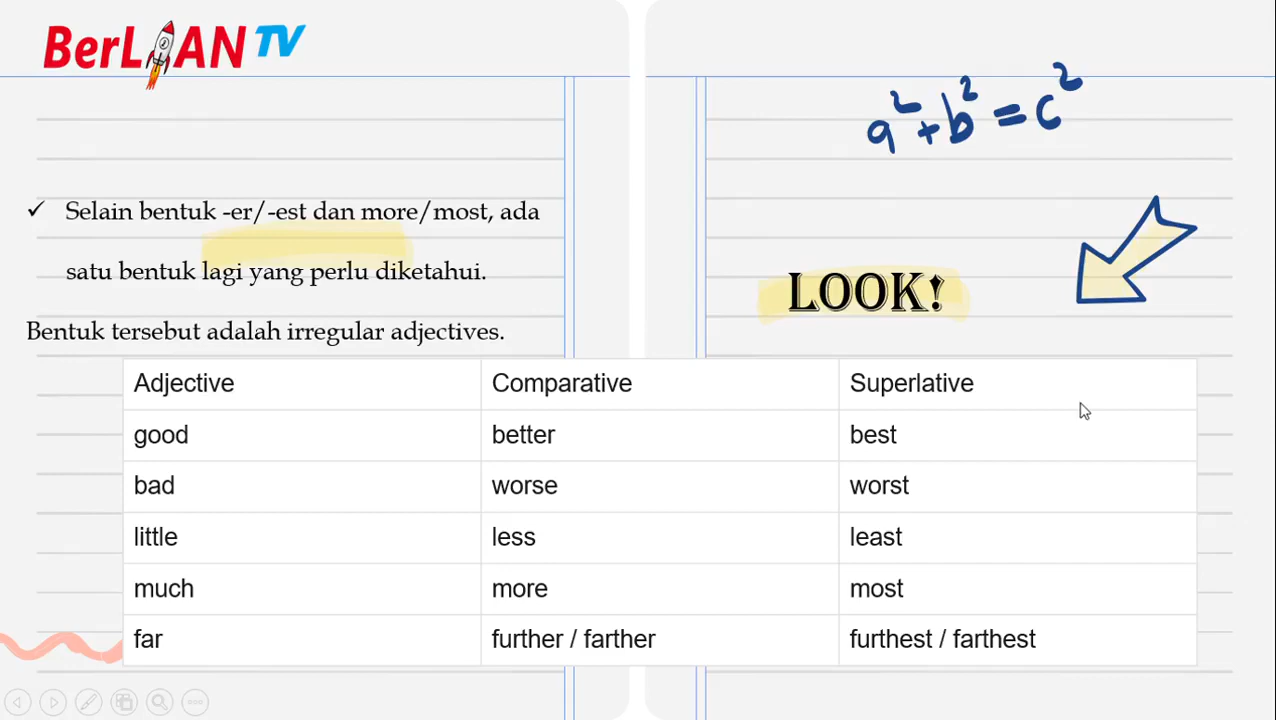 BerLIAN TV
a²+b²=c²
✓ Selain bentuk -er/-est dan more/most, ada
satu bentuk lagi yang perlu diketahui.
Bentuk tersebut adalah irregular adjectives.
LOOK!
Adjective Comparative Superlative
good better best
bad worse worst
little less least
much more most
far further / farther furthest / farthest